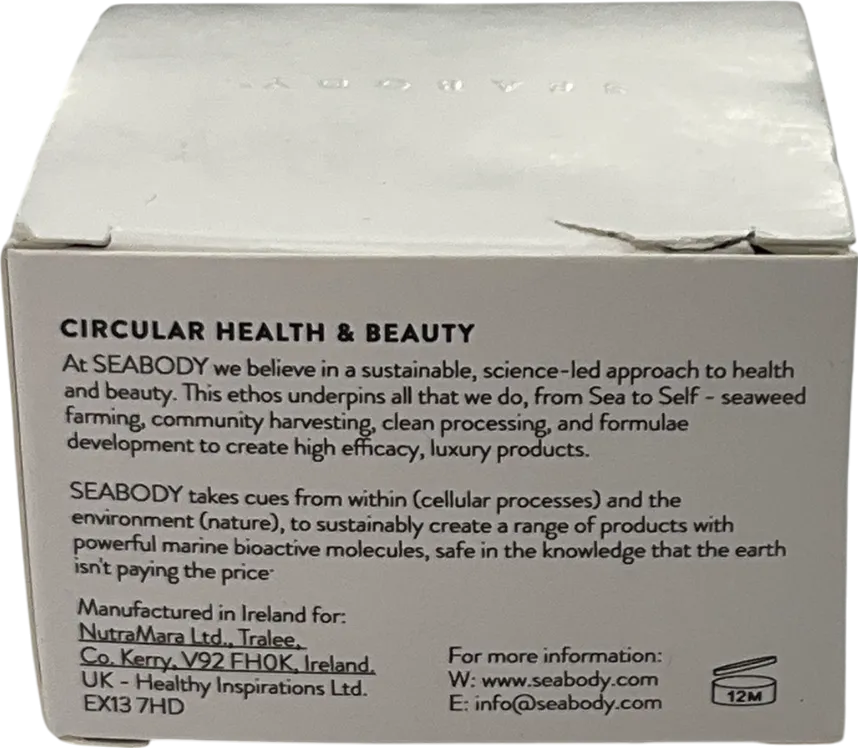 SEABODY.
CIRCULAR HEALTH & BEAUTY
At SEABODY we believe in a sustainable, science-led approach to health
and beauty. This ethos underpins all that we do, from Sea to Self - seaweed
farming, community harvesting, clean processing, and formulae
development to create high efficacy, luxury products.
SEABODY takes cues from within (cellular processes) and the
environment (nature), to sustainably create a range of products with
powerful marine bioactive molecules, safe in the knowledge that the earth
isn't paying the price.
Manufactured in Ireland for:
NutraMara Ltd., Tralee,
Co. Kerry, V92 FH0K, Ireland.
UK - Healthy Inspirations Ltd.
EX13 7HD
For more information:
W: www.seabody.com
E: info@seabody.com
12M